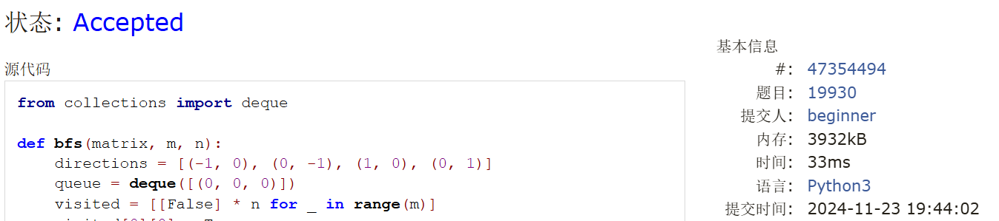 状态: Accepted
源代码
from collections import deque
def bfs(matrix, m, n):
directions = [(-1, 0), (0, -1), (1, 0), (0, 1)]
queue = deque([(0, 0, 0)])
visited = [[False] * n for _ in range(m)]
基本信息
#: 47354494
题目: 19930
提交人: beginner
内存: 3932kB
时间: 33ms
语言: Python3
提交时间: 2024-11-23 19:44:02